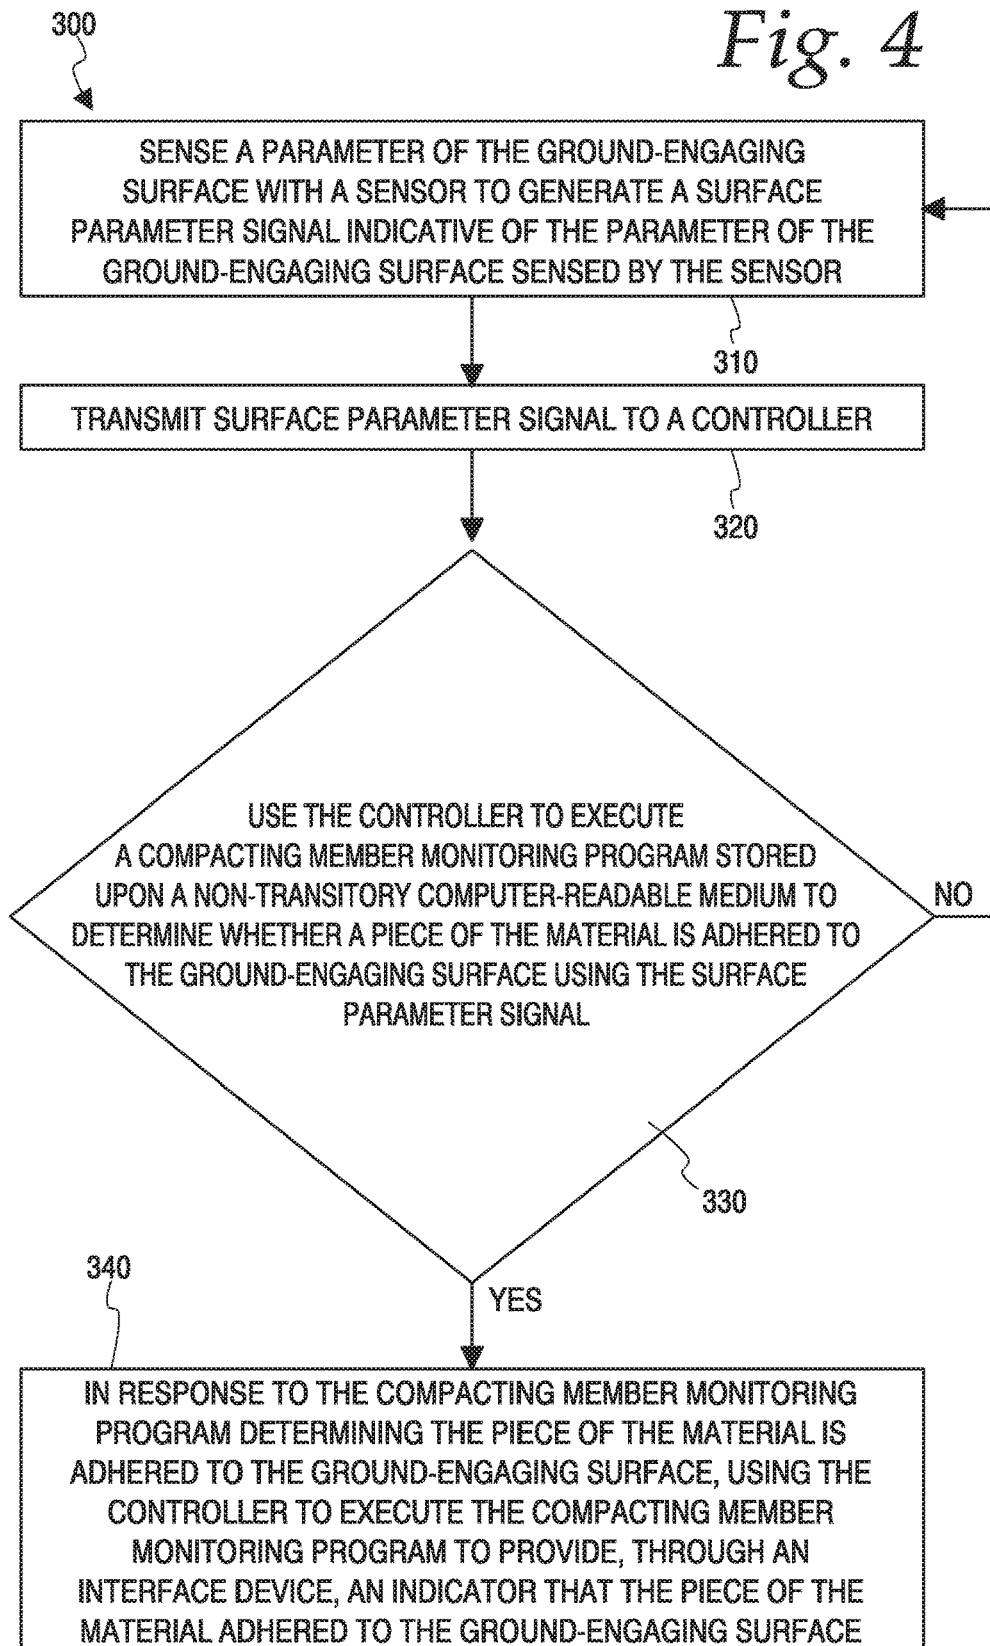 300
Fig. 4
SENSE A PARAMETER OF THE GROUND-ENGAGING
SURFACE WITH A SENSOR TO GENERATE A SURFACE
PARAMETER SIGNAL INDICATIVE OF THE PARAMETER OF THE
GROUND-ENGAGING SURFACE SENSED BY THE SENSOR
310
TRANSMIT SURFACE PARAMETER SIGNAL TO A CONTROLLER
320
USE THE CONTROLLER TO EXECUTE
A COMPACTING MEMBER MONITORING PROGRAM STORED
UPON A NON-TRANSITORY COMPUTER-READABLE MEDIUM TO
DETERMINE WHETHER A PIECE OF THE MATERIAL IS ADHERED TO
THE GROUND-ENGAGING SURFACE USING THE SURFACE
PARAMETER SIGNAL
NO
330
YES
340
IN RESPONSE TO THE COMPACTING MEMBER MONITORING
PROGRAM DETERMINING THE PIECE OF THE MATERIAL IS
ADHERED TO THE GROUND-ENGAGING SURFACE, USING THE
CONTROLLER TO EXECUTE THE COMPACTING MEMBER
MONITORING PROGRAM TO PROVIDE, THROUGH AN
INTERFACE DEVICE, AN INDICATOR THAT THE PIECE OF THE
MATERIAL ADHERED TO THE GROUND-ENGAGING SURFACE